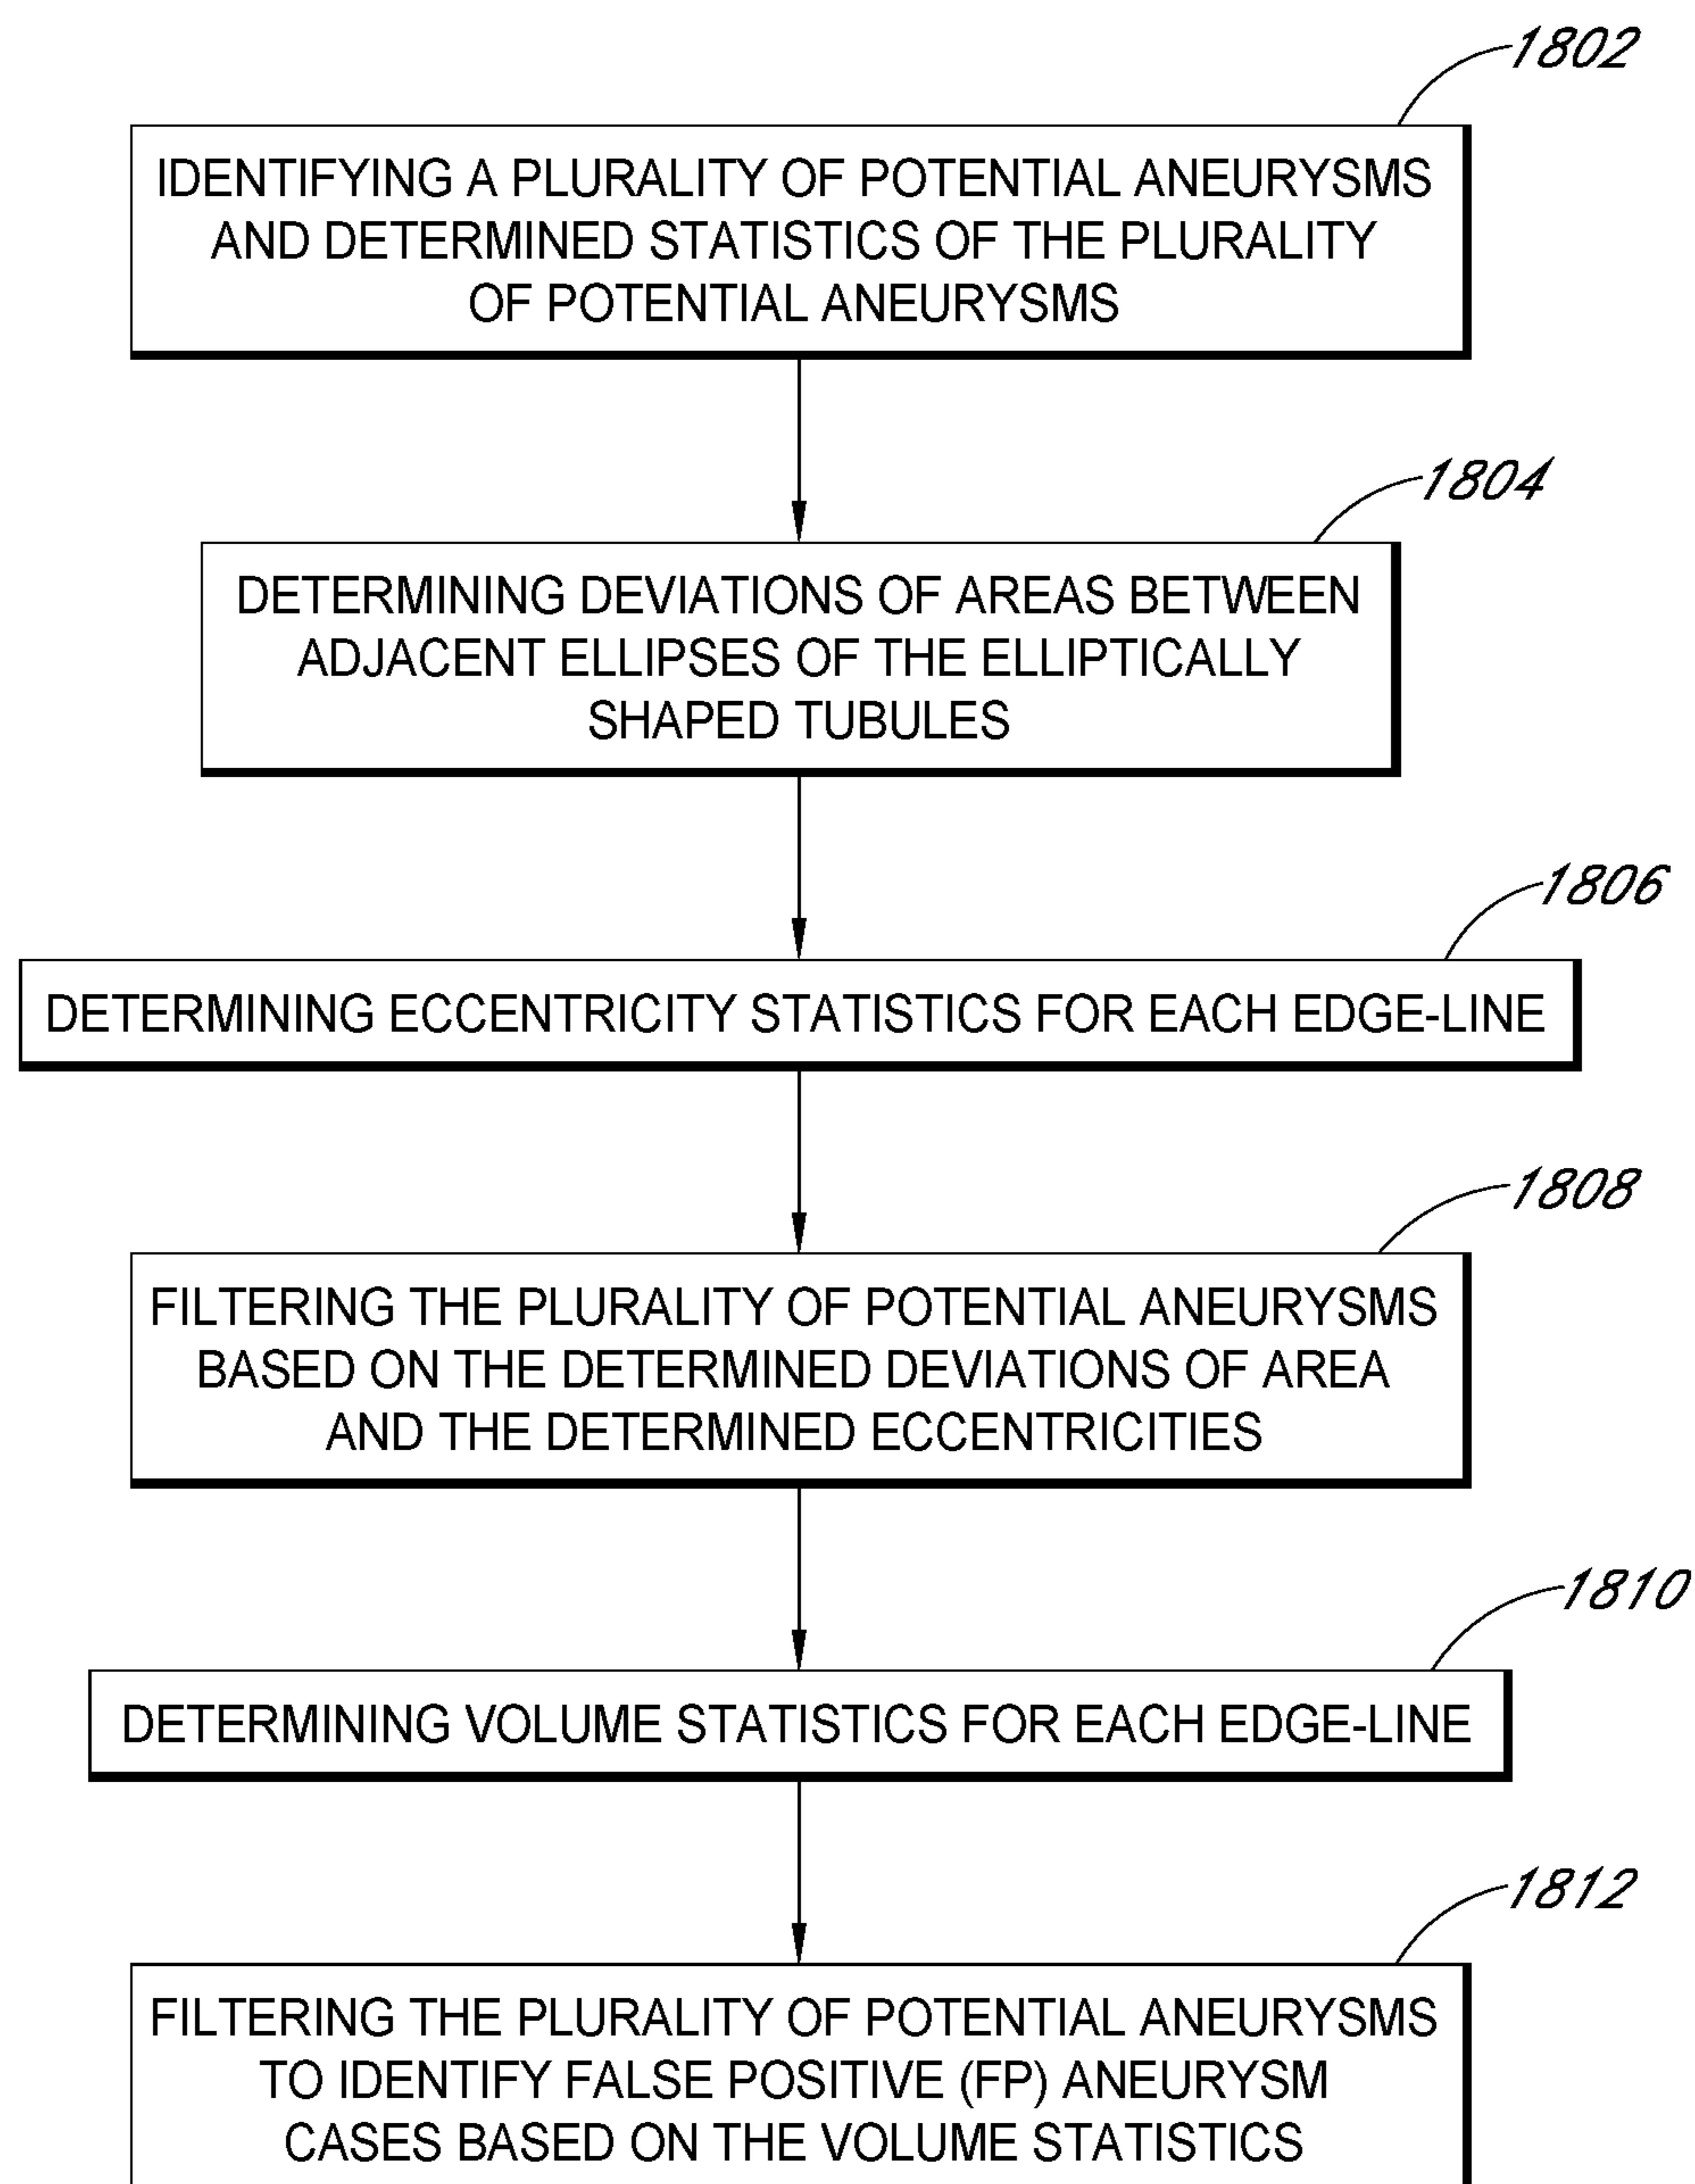 1802
IDENTIFYING A PLURALITY OF POTENTIAL ANEURYSMS
AND DETERMINED STATISTICS OF THE PLURALITY
OF POTENTIAL ANEURYSMS
1804
DETERMINING DEVIATIONS OF AREAS BETWEEN
ADJACENT ELLIPSES OF THE ELLIPTICALLY
SHAPED TUBULES
1806
DETERMINING ECCENTRICITY STATISTICS FOR EACH EDGE-LINE
1808
FILTERING THE PLURALITY OF POTENTIAL ANEURYSMS
BASED ON THE DETERMINED DEVIATIONS OF AREA
AND THE DETERMINED ECCENTRICITIES
1810
DETERMINING VOLUME STATISTICS FOR EACH EDGE-LINE
1812
FILTERING THE PLURALITY OF POTENTIAL ANEURYSMS
TO IDENTIFY FALSE POSITIVE (FP) ANEURYSM
CASES BASED ON THE VOLUME STATISTICS